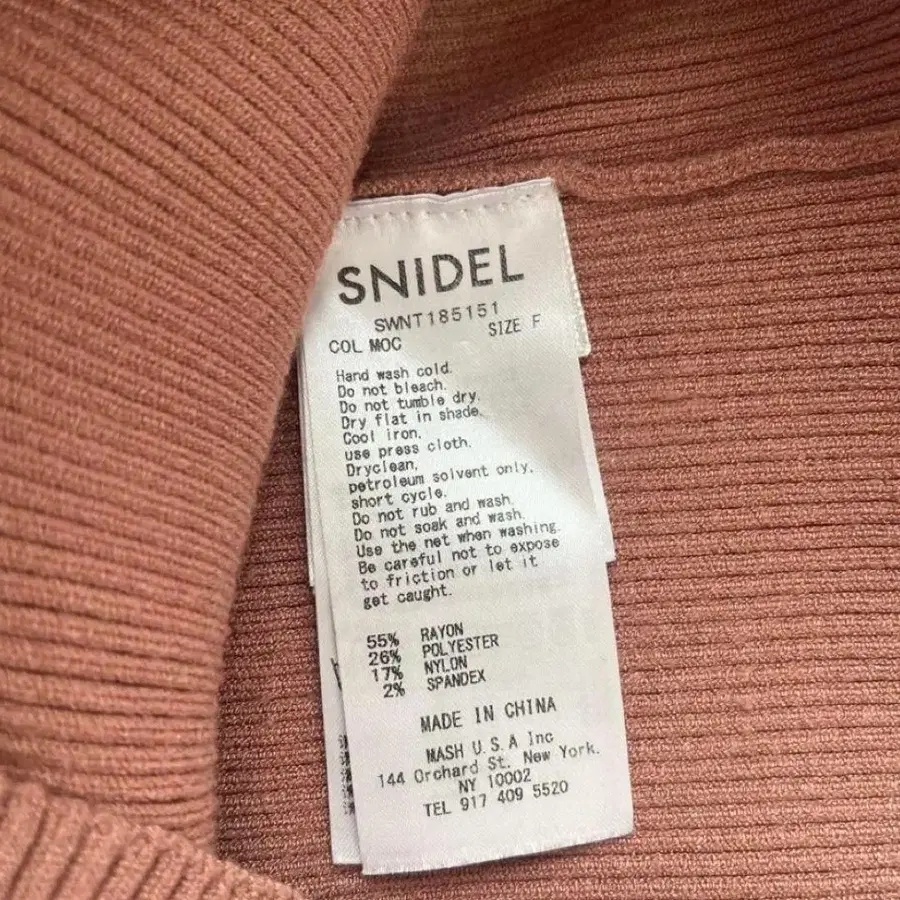 SNIDEL
SWNT185151
COL MOC SIZE F
Hand wash cold.
Do not bleach.
Do not tumble dry.
Dry flat in shade.
Cool iron.
use press cloth.
Dryclean,
petroleum solvent only.
short cycle.
Do not rub and wash.
Do not soak and wash.
Use the net when washing.
Be careful not to expose
to friction or let it
get caught.
55% RAYON
26% POLYESTER
17% NYLON
2% SPANDEX
MADE IN CHINA
MASH U.S.A Inc
144 Orchard St. New York.
NY 10002
TEL 917 409 5520